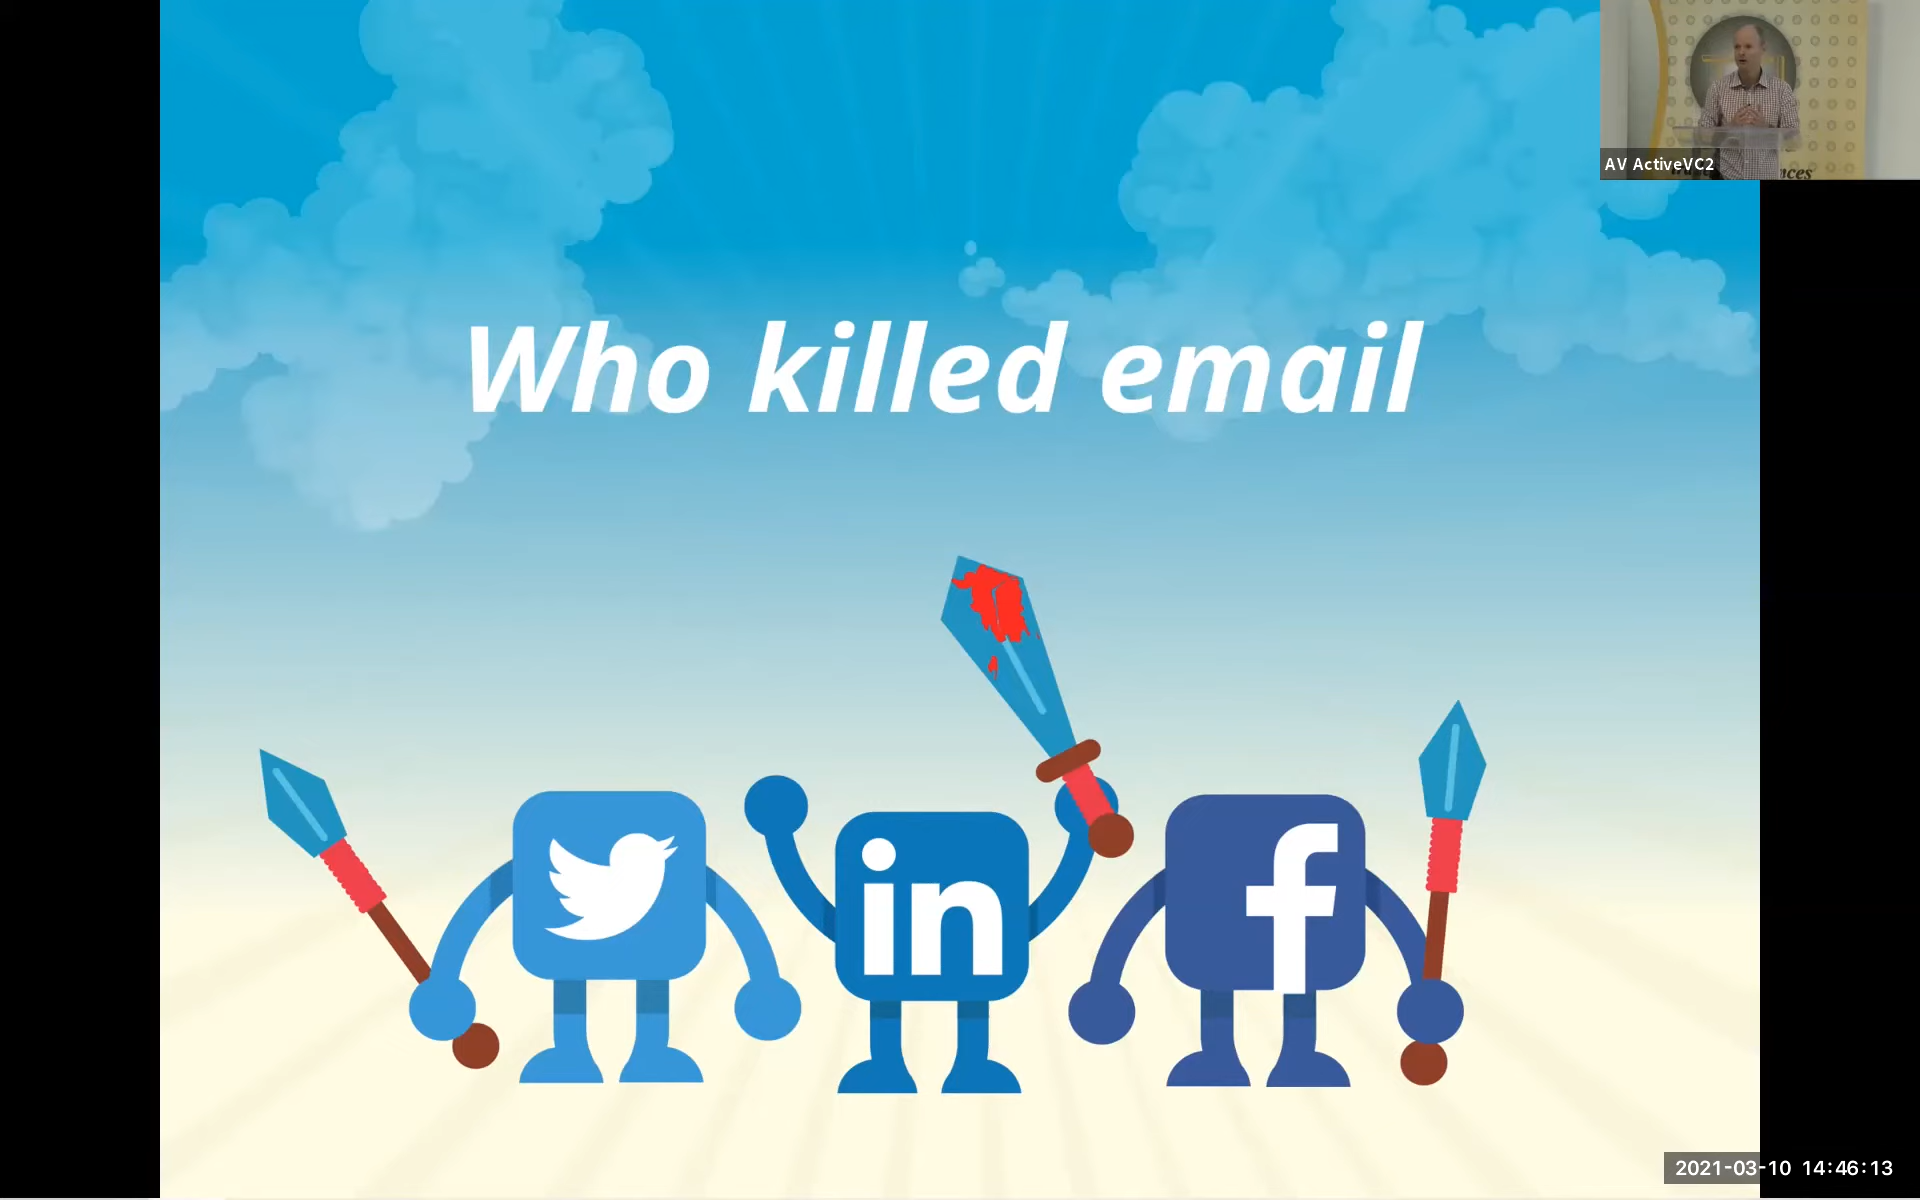 AV ActiveVC2
Who killed email
in
f
2021-03-10 14:46:13